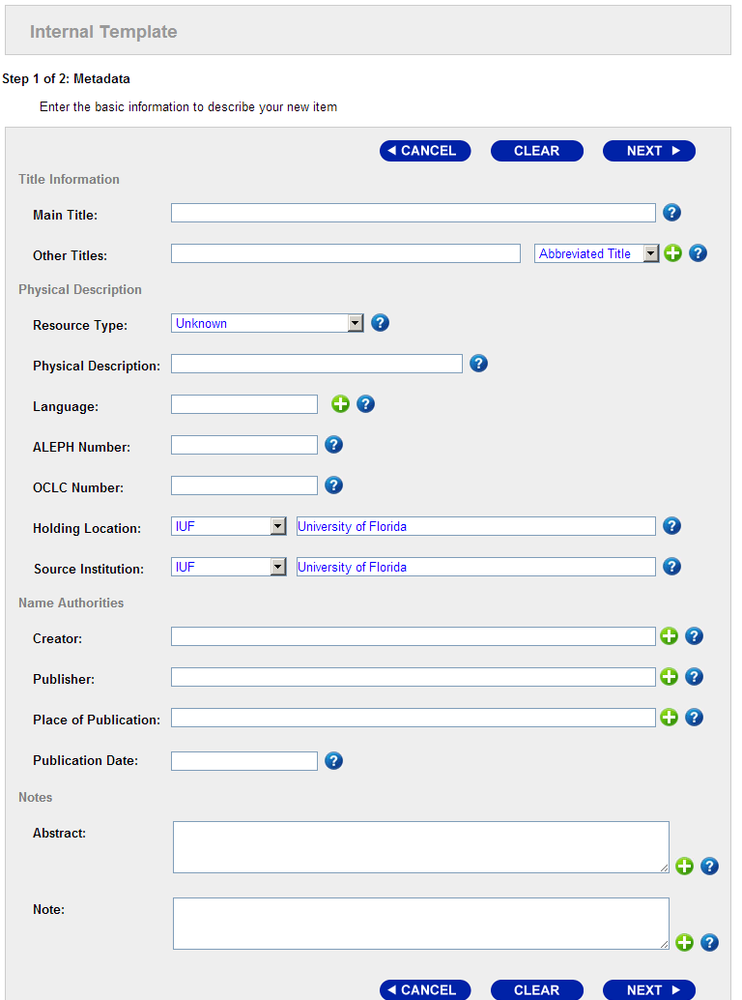 Internal Template
Step 1 of 2: Metadata
Enter the basic information to describe your new item
CANCEL CLEAR NEXT
Title Information
Main Title: ?
Other Titles: Abbreviated Title ?
Physical Description
Resource Type: Unknown ?
Physical Description: ?
Language: ?
ALEPH Number: ?
OCLC Number: ?
Holding Location: IUF University of Florida ?
Source Institution: IUF University of Florida ?
Name Authorities
Creator: ?
Publisher: ?
Place of Publication: ?
Publication Date: ?
Notes
Abstract: ?
Note: ?
CANCEL CLEAR NEXT